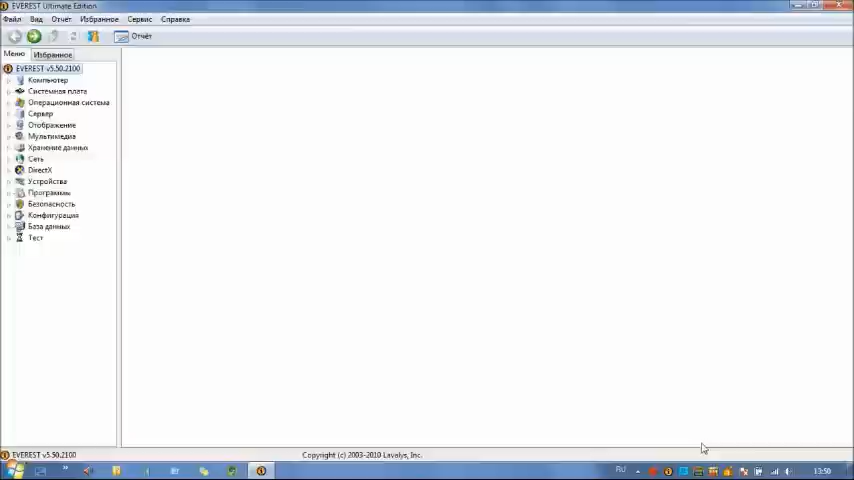 EVEREST Ultimate Edition
Файл Вид Отчёт Избранное Сервис Справка
Отчёт
Меню Избранное
EVEREST v5.50.2100
Компьютер
Системная плата
Операционная система
Сервер
Отображение
Мультимедиа
Хранение данных
Сеть
DirectX
Устройства
Программы
Безопасность
Конфигурация
База данных
Тест
EVEREST v5.50.2100 Copyright (c) 2003-2010 Lavalys, Inc.
RU 13:50